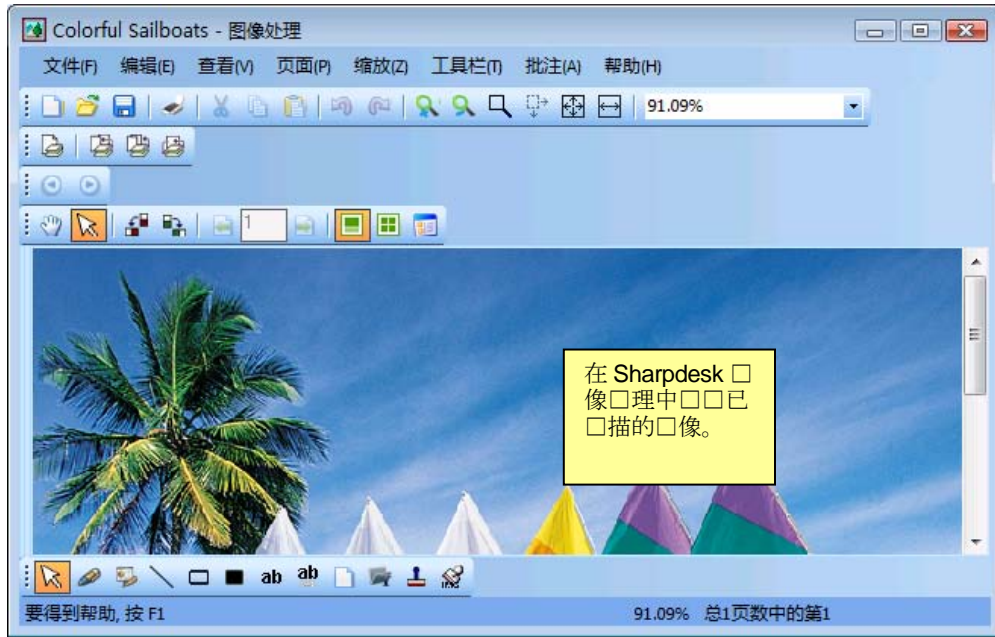 Colorful Sailboats - 图像处理
文件(F) 编辑(E) 查看(V) 页面(P) 缩放(Z) 工具栏(T) 批注(A) 帮助(H)
91.09%
1
在 Sharpdesk □
像□理中□□已
□描的□像。
ab ab
要得到帮助, 按 F1 91.09% 总1页数中的第1